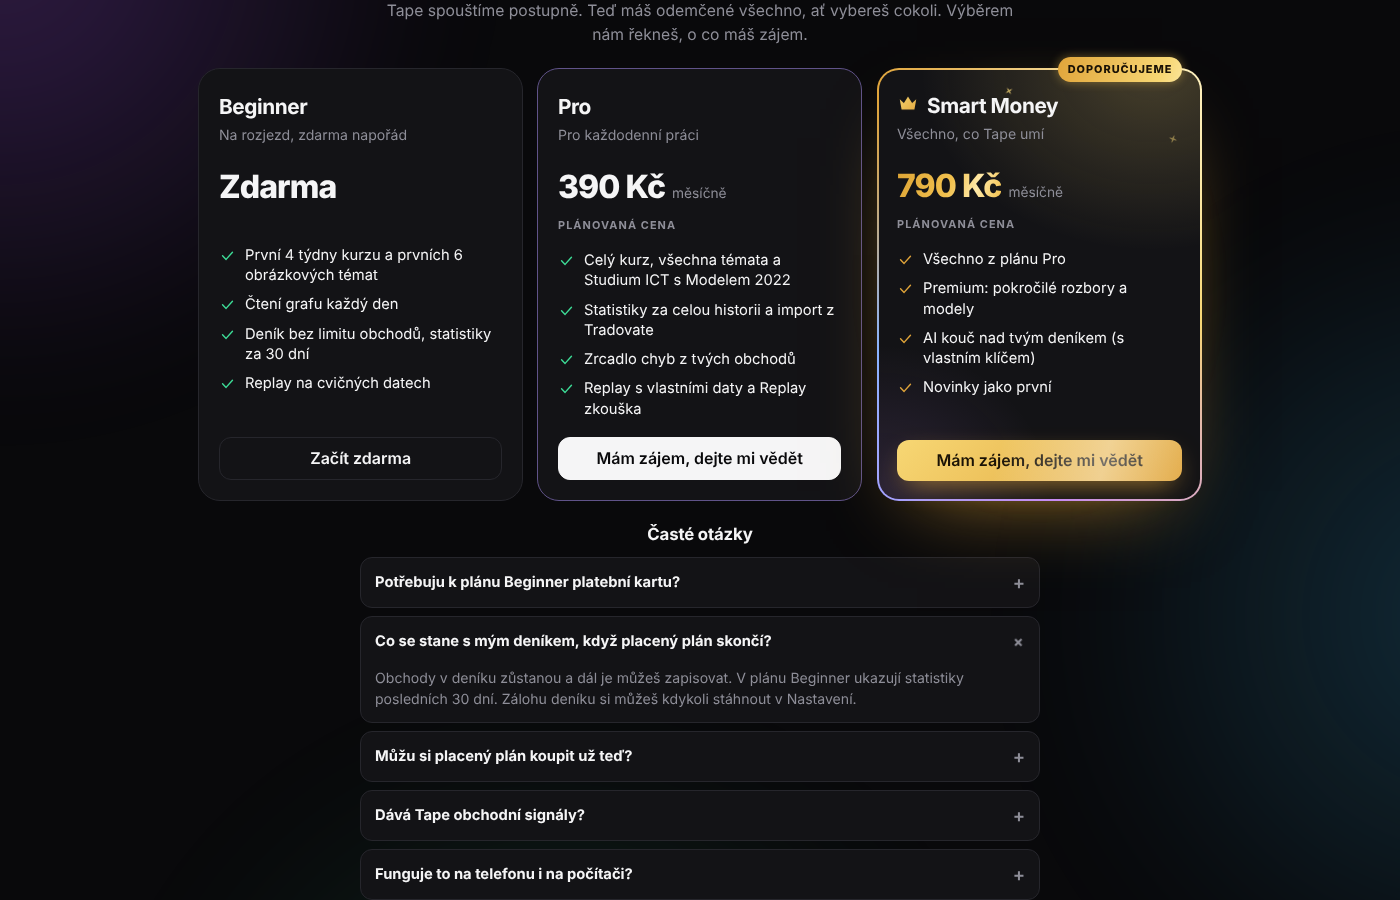 Tape spouštíme postupně. Teď máš odemčené všechno, ať vybereš cokoli. Výběrem
nám řekneš, o co máš zájem.
Beginner
Na rozjezd, zdarma napořád
Zdarma
První 4 týdny kurzu a prvních 6
obrázkových témat
Čtení grafu každý den
Deník bez limitu obchodů, statistiky
za 30 dní
Replay na cvičných datech
Začít zdarma
Pro
Pro každodenní práci
390 Kč měsíčně
PLÁNOVANÁ CENA
Celý kurz, všechna témata a
Studium ICT s Modelem 2022
Statistiky za celou historii a import z
Tradovate
Zrcadlo chyb z tvých obchodů
Replay s vlastními daty a Replay
zkouška
Mám zájem, dejte mi vědět
DOPORUČUJEME
Smart Money
Všechno, co Tape umí
790 Kč měsíčně
PLÁNOVANÁ CENA
Všechno z plánu Pro
Premium: pokročilé rozbory a
modely
AI kouč nad tvým deníkem (s
vlastním klíčem)
Novinky jako první
Mám zájem, dejte mi vědět
Časté otázky
Potřebuju k plánu Beginner platební kartu?
Co se stane s mým deníkem, když placený plán skončí?
Obchody v deníku zůstanou a dál je můžeš zapisovat. V plánu Beginner ukazují statistiky
posledních 30 dní. Zálohu deníku si můžeš kdykoli stáhnout v Nastavení.
Můžu si placený plán koupit už teď?
Dává Tape obchodní signály?
Funguje to na telefonu i na počítači?